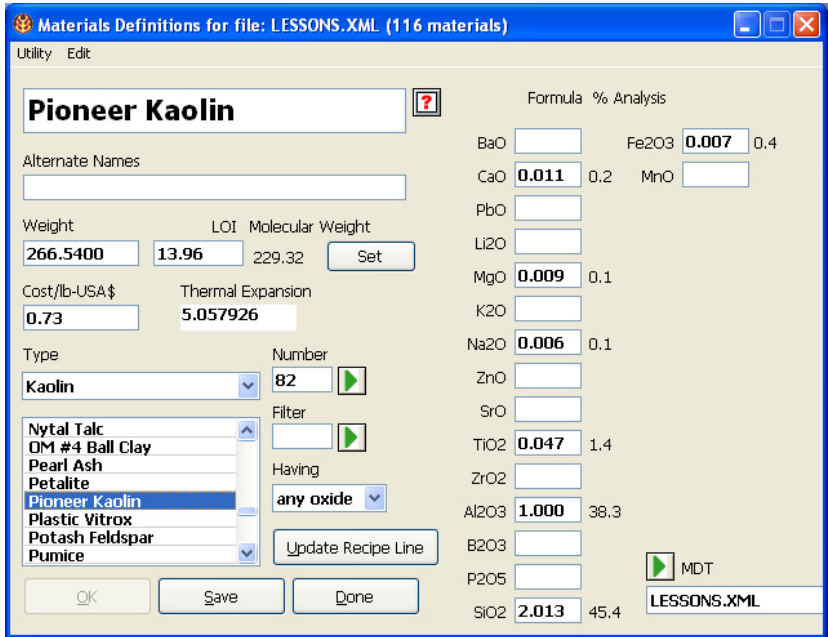 Materials Definitions for file: LESSONS.XML (116 materials)
Utility Edit
Pioneer Kaolin
?
Alternate Names
Weight LOI Molecular Weight
266.5400 13.96 229.32 Set
Cost/lb-USA$ Thermal Expansion
0.73 5.057926
Type Number
Kaolin 82
Filter
Having
any oxide
Nytal Talc
OM #4 Ball Clay
Pearl Ash
Petalite
Pioneer Kaolin
Plastic Vitrox
Potash Feldspar
Pumice
Update Recipe Line
OK Save Done
Formula % Analysis
BaO
CaO 0.011 0.2
PbO
Li2O
MgO 0.009 0.1
K2O
Na2O 0.006 0.1
ZnO
SrO
TiO2 0.047 1.4
ZrO2
Al2O3 1.000 38.3
B2O3
P2O5
SiO2 2.013 45.4
Fe2O3 0.007 0.4
MnO
MDT
LESSONS.XML